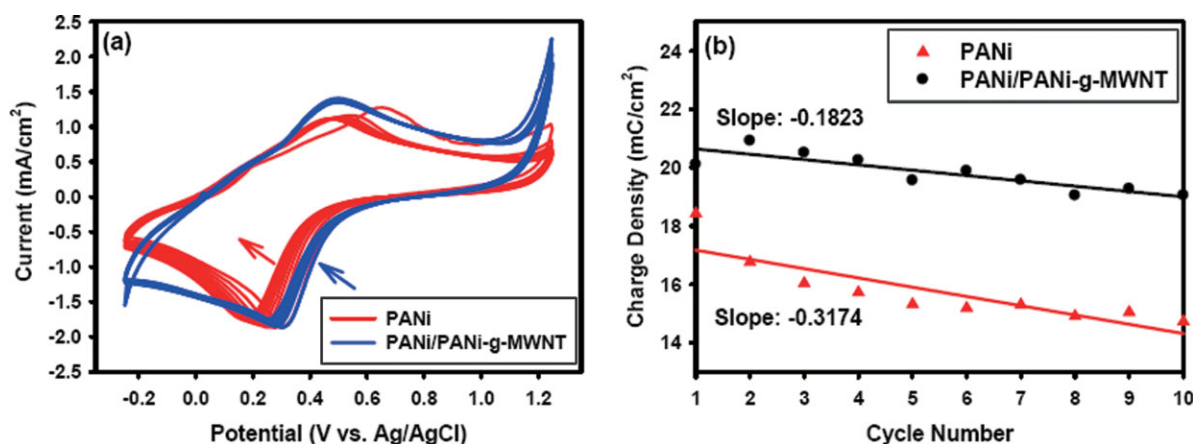 (a)
2.5
2.0
1.5
1.0
0.5
0.0
-0.5
-1.0
-1.5
-2.0
-2.5
Current (mA/cm²)
PANi
PANi/PANi-g-MWNT
-0.2 0.0 0.2 0.4 0.6 0.8 1.0 1.2
Potential (V vs. Ag/AgCl)
(b)
24
22
20
18
16
14
Charge Density (mC/cm²)
PANi
PANi/PANi-g-MWNT
Slope: -0.1823
Slope: -0.3174
1 2 3 4 5 6 7 8 9 10
Cycle Number